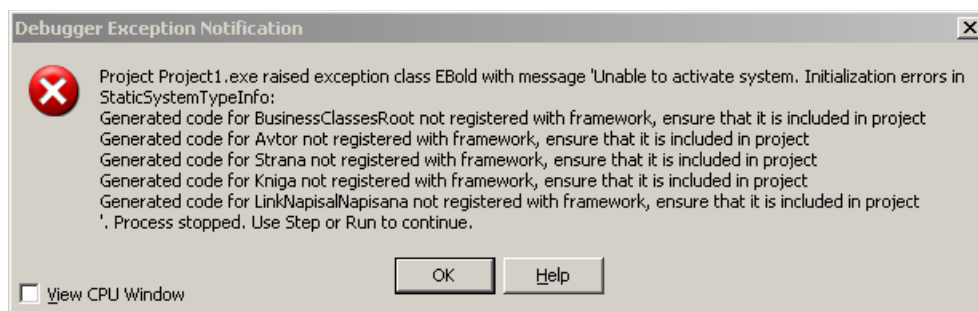 Debugger Exception Notification
Project Project1.exe raised exception class EBold with message 'Unable to activate system. Initialization errors in
StaticSystemTypeInfo:
Generated code for BusinessClassesRoot not registered with framework, ensure that it is included in project
Generated code for Avtor not registered with framework, ensure that it is included in project
Generated code for Strana not registered with framework, ensure that it is included in project
Generated code for Kniga not registered with framework, ensure that it is included in project
Generated code for LinkNapisalNapisana not registered with framework, ensure that it is included in project
'. Process stopped. Use Step or Run to continue.
OK
Help
View CPU Window